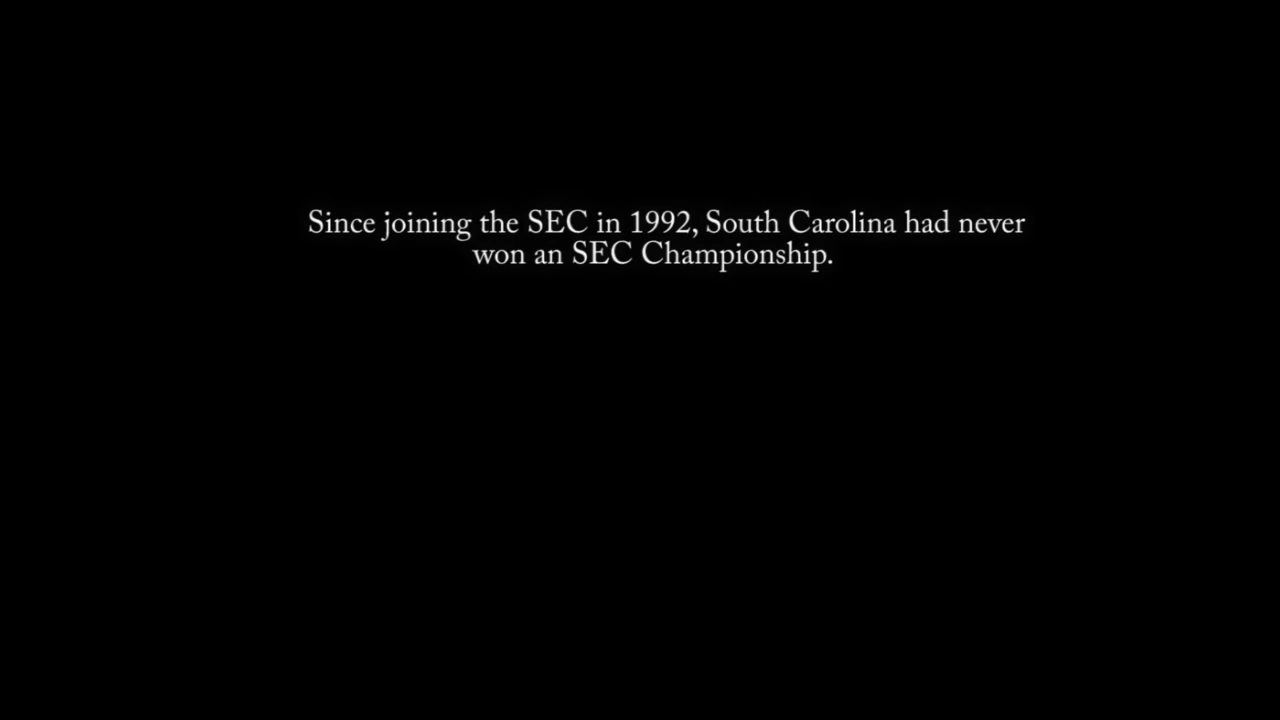 Since joining the SEC in 1992, South Carolina had never
won an SEC Championship.